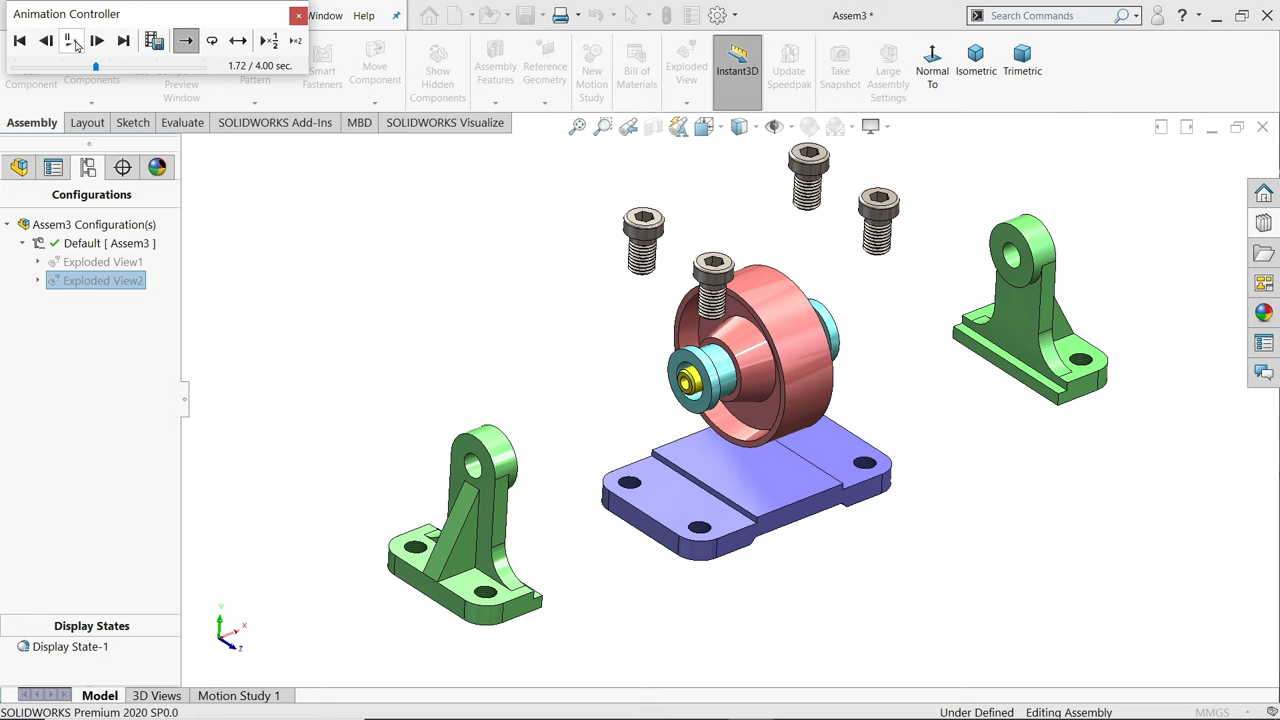 Animation Controller
Window
Help
Assem3 *
Search Commands
?
1.72 / 4.00 sec.
Component
Components
Preview
Window
Pattern
Smart
Fasteners
Move
Component
Show
Hidden
Components
Assembly
Features
Reference
Geometry
New
Motion
Study
Bill of
Materials
Exploded
View
Instant3D
Update
Speedpak
Take
Snapshot
Large
Assembly
Settings
Normal
To
Isometric
Trimetric
Assembly
Layout
Sketch
Evaluate
SOLIDWORKS Add-Ins
MBD
SOLIDWORKS Visualize
Configurations
Assem3 Configuration(s)
Default [ Assem3 ]
Exploded View1
Exploded View2
Y
X
Z
Display States
Display State-1
Model
3D Views
Motion Study 1
SOLIDWORKS Premium 2020 SP0.0
Under Defined
Editing Assembly
MMGS